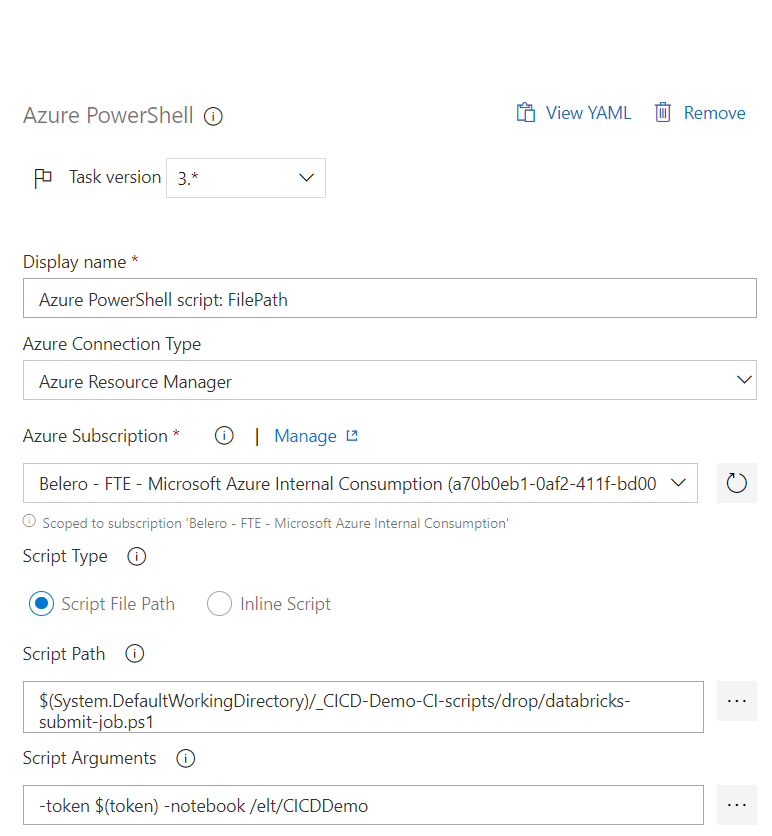 Azure PowerShell
View YAML
Remove
Task version
3.*
Display name *
Azure PowerShell script: FilePath
Azure Connection Type
Azure Resource Manager
Azure Subscription * | Manage
Belero - FTE - Microsoft Azure Internal Consumption (a70b0eb1-0af2-411f-bd00
Scoped to subscription 'Belero - FTE - Microsoft Azure Internal Consumption'
Script Type
Script File Path
Inline Script
Script Path
$(System.DefaultWorkingDirectory)/_CICD-Demo-CI-scripts/drop/databricks-
submit-job.ps1
...
Script Arguments
-token $(token) -notebook /elt/CICDDemo
...